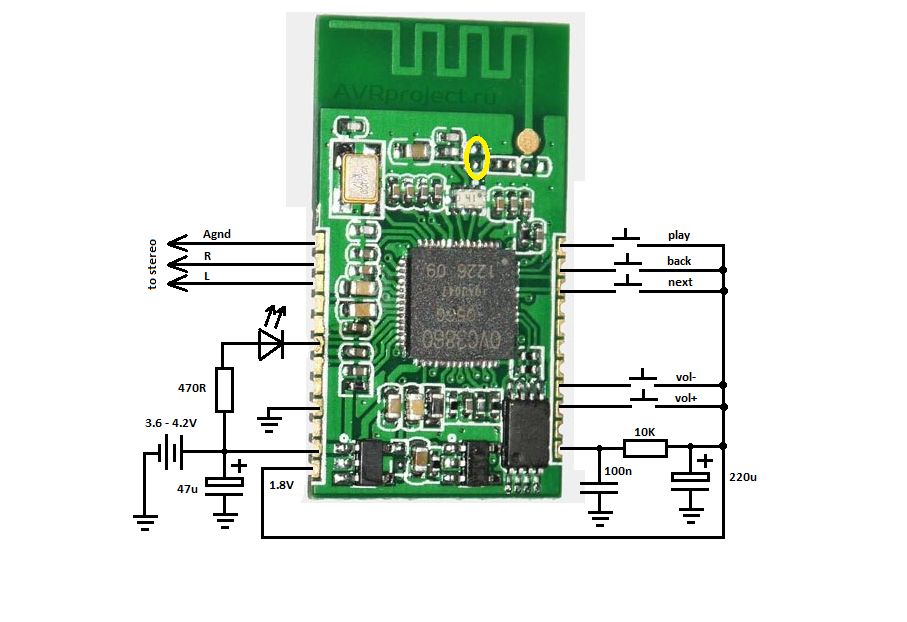 AVRproject.ru
Agnd
R
L
to stereo
play
back
next
vol-
vol+
470R
3.6 - 4.2V
+
47u
1.8V
10K
+
100n
220u
1226 09
OVC3860